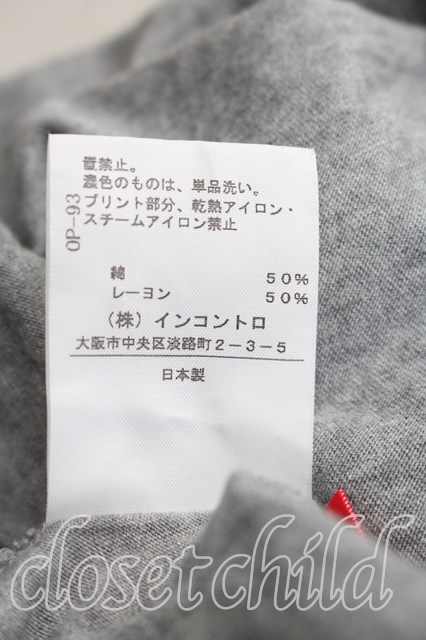 置禁止。
濃色のものは、単品洗い。
プリント部分、乾熱アイロン・
スチームアイロン禁止
OP-93
綿 50%
レーヨン 50%
(株)インコントロ
大阪市中央区淡路町2-3-5
日本製
closetchild